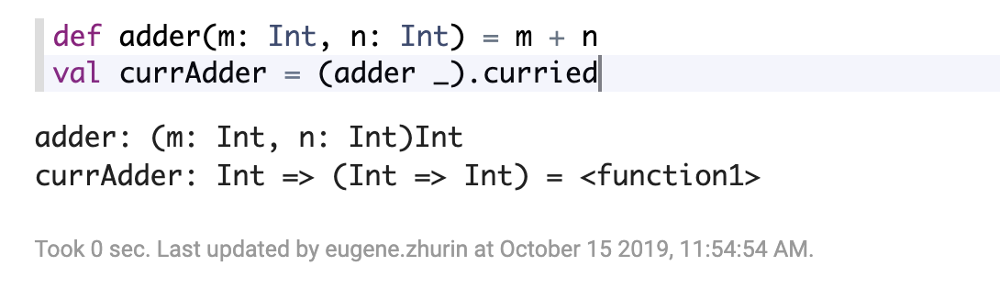 def adder(m: Int, n: Int) = m + n
val currAdder = (adder _).curried
adder: (m: Int, n: Int)Int
currAdder: Int => (Int => Int) = <function1>
Took 0 sec. Last updated by eugene.zhurin at October 15 2019, 11:54:54 AM.